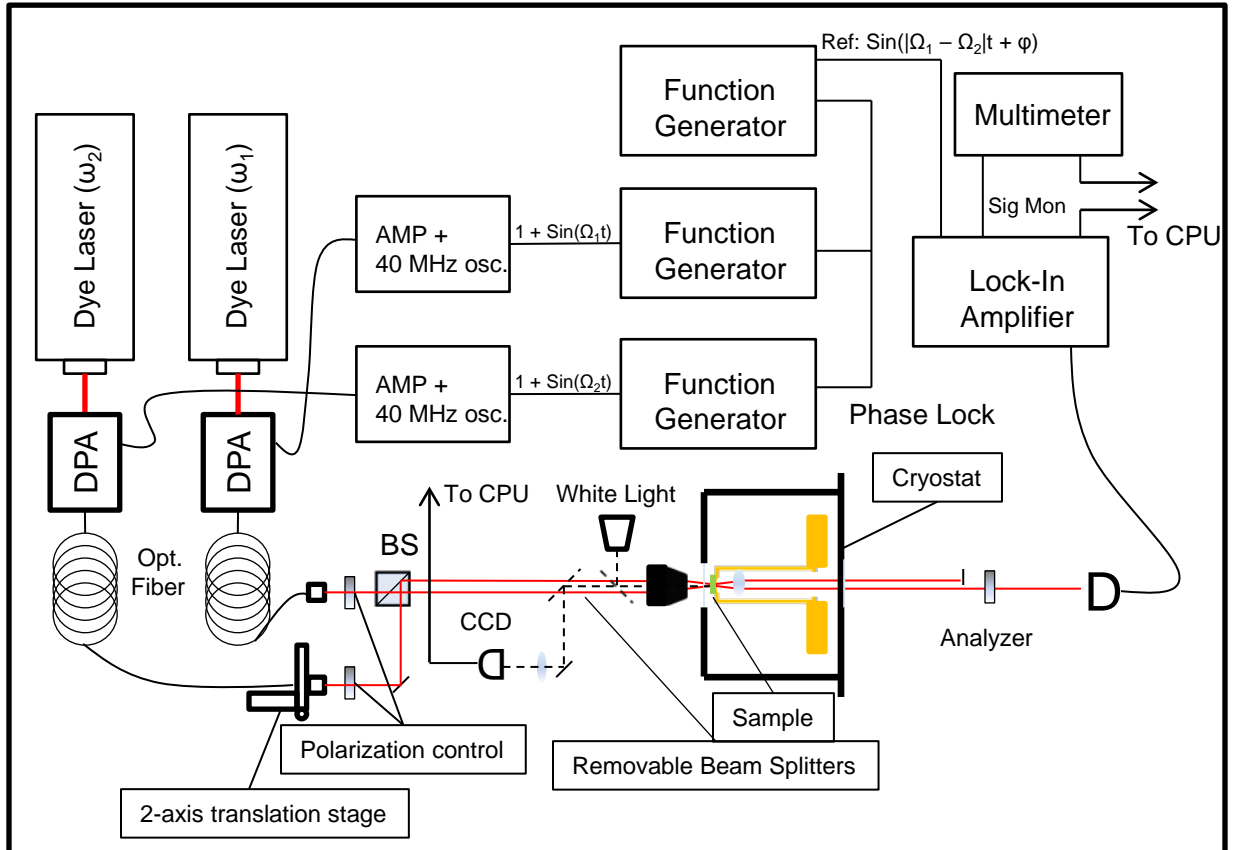 Ref: Sin(|Ω₁ – Ω₂|t + φ)
Function
Generator
Multimeter
Dye Laser (ω₂)
Dye Laser (ω₁)
Sig Mon
To CPU
AMP +
40 MHz osc.
1 + Sin(Ω₁t)
Function
Generator
Lock-In
Amplifier
AMP +
40 MHz osc.
1 + Sin(Ω₂t)
Function
Generator
Phase Lock
DPA
DPA
Cryostat
To CPU
White Light
Opt.
Fiber
BS
CCD
Analyzer
Sample
Polarization control
Removable Beam Splitters
2-axis translation stage